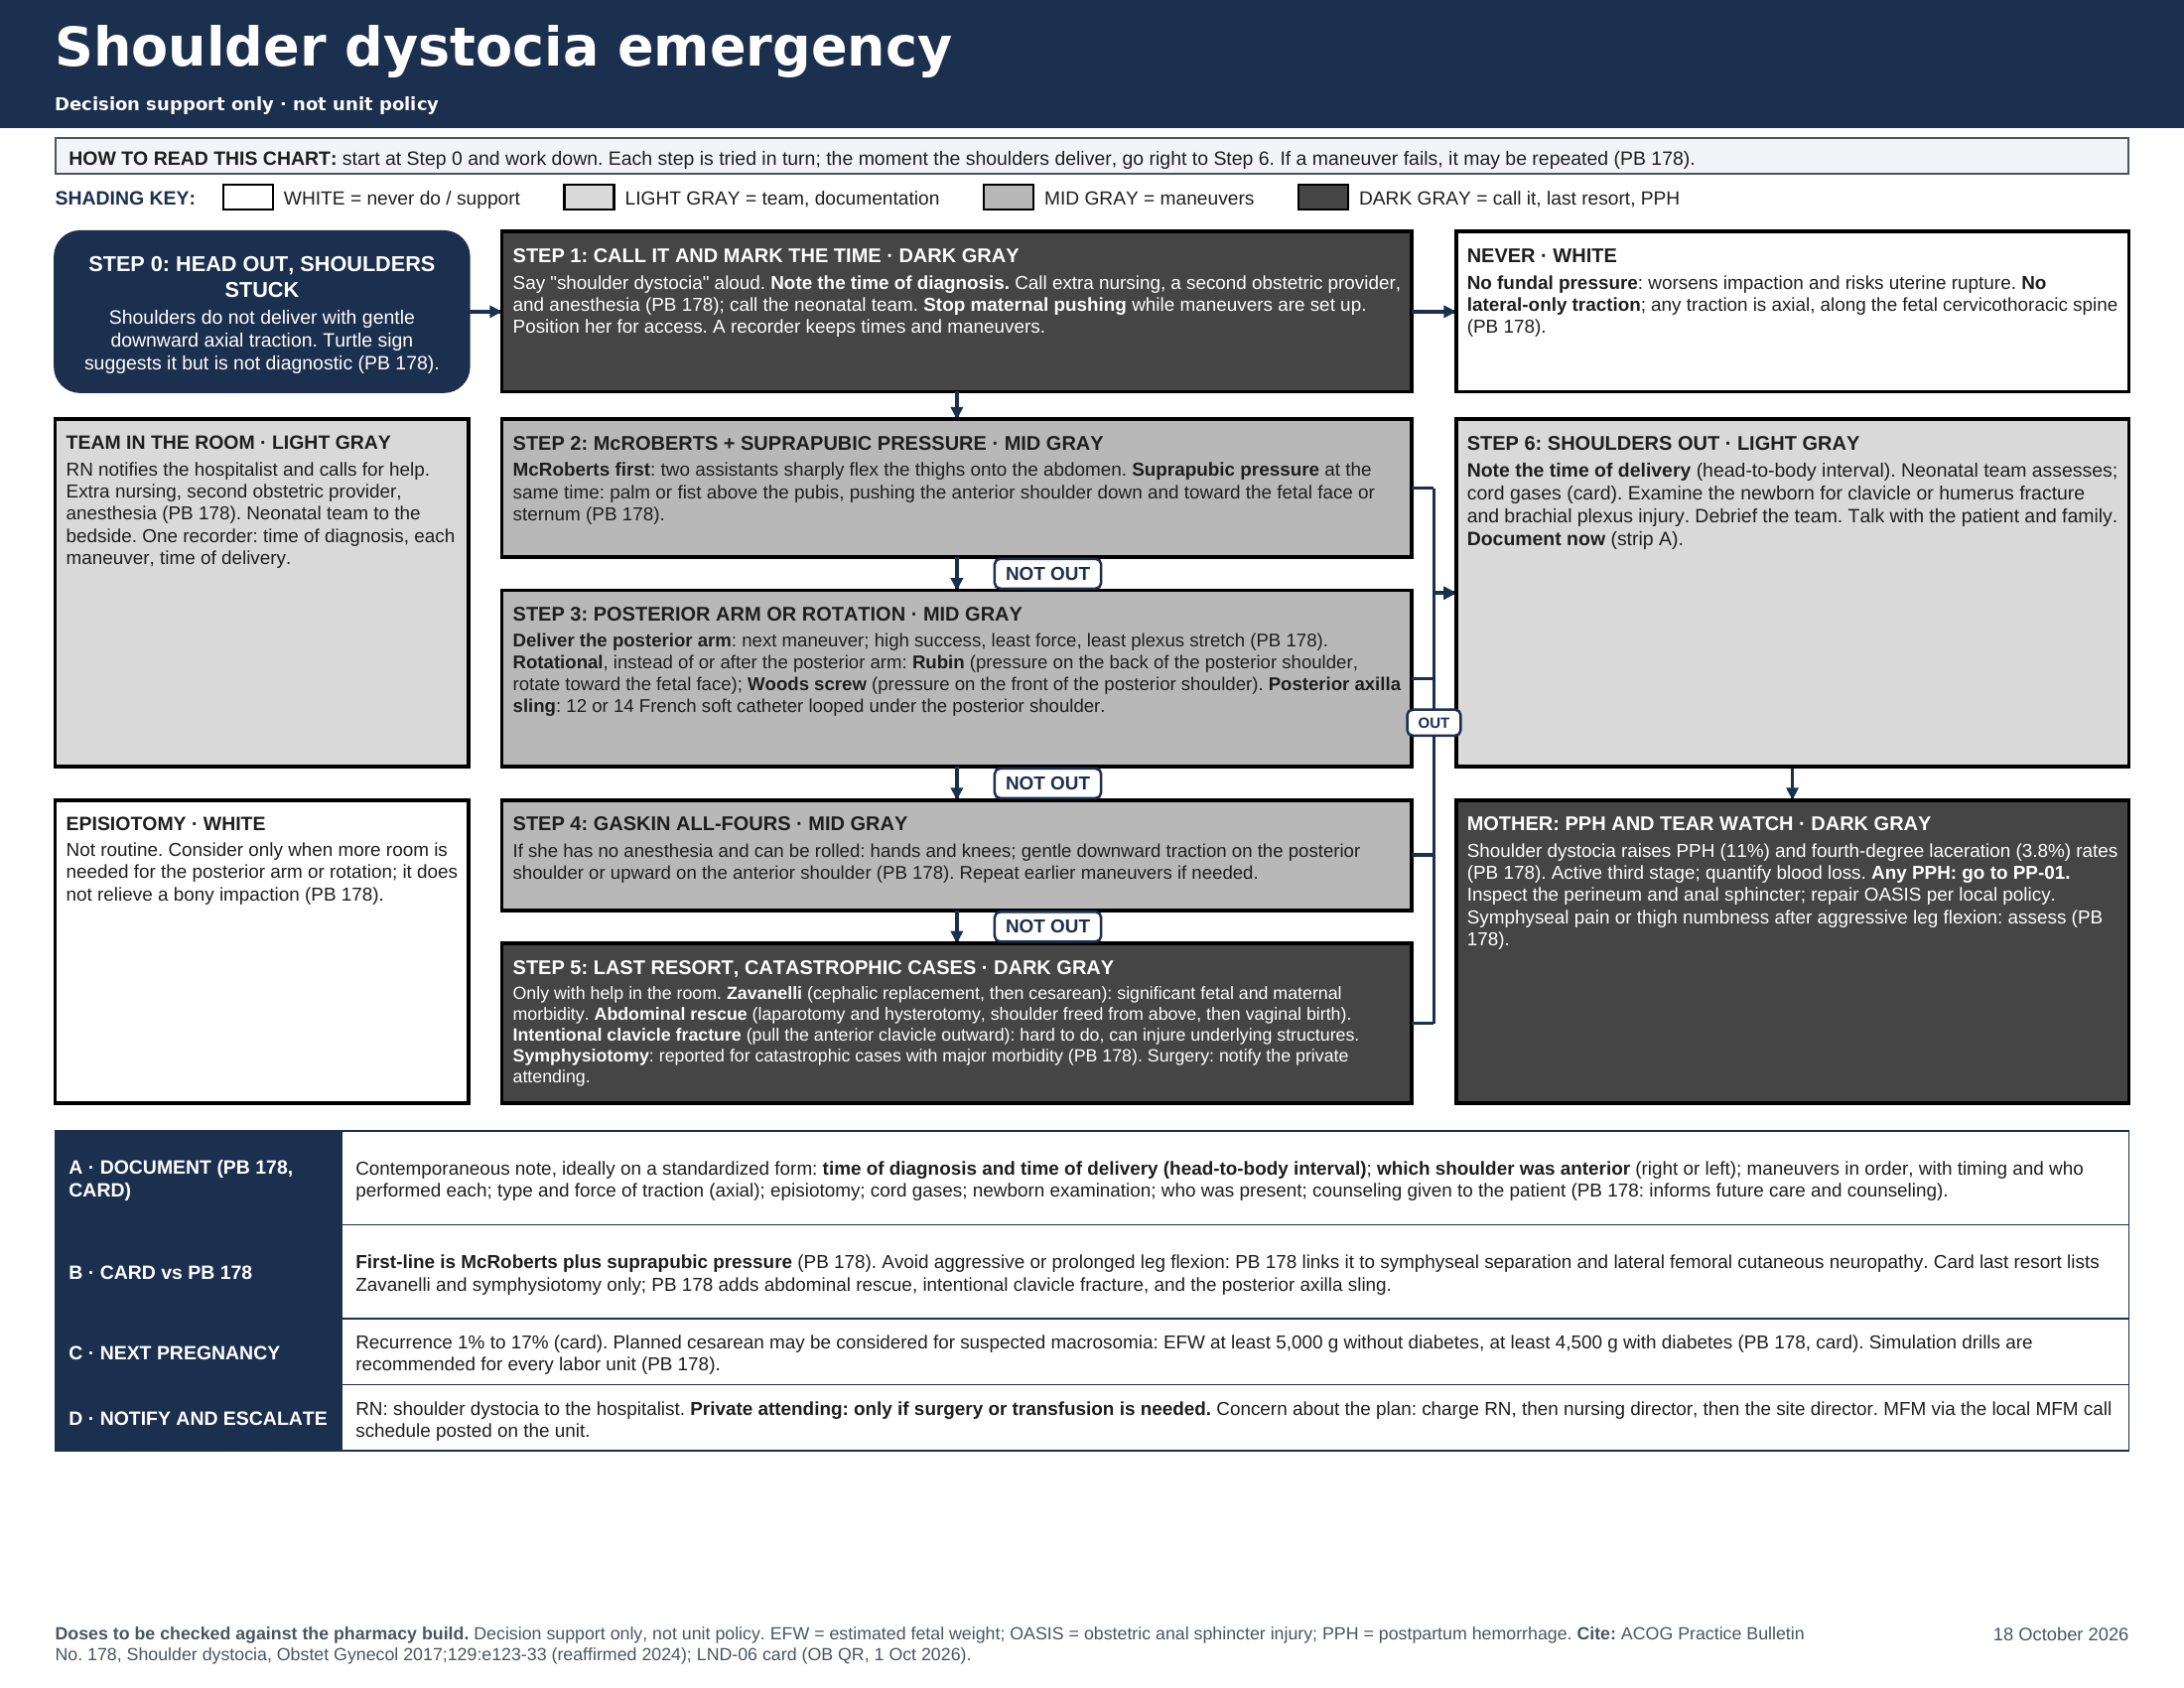 Shoulder dystocia emergency
Decision support only · not unit policy
HOW TO READ THIS CHART: start at Step 0 and work down. Each step is tried in turn; the moment the shoulders deliver, go right to Step 6. If a maneuver fails, it may be repeated (PB 178).
SHADING KEY: WHITE = never do / support LIGHT GRAY = team, documentation MID GRAY = maneuvers DARK GRAY = call it, last resort, PPH
STEP 0: HEAD OUT, SHOULDERS
STUCK
Shoulders do not deliver with gentle
downward axial traction. Turtle sign
suggests it but is not diagnostic (PB 178).
STEP 1: CALL IT AND MARK THE TIME · DARK GRAY
Say "shoulder dystocia" aloud. Note the time of diagnosis. Call extra nursing, a second obstetric provider,
and anesthesia (PB 178); call the neonatal team. Stop maternal pushing while maneuvers are set up.
Position her for access. A recorder keeps times and maneuvers.
NEVER · WHITE
No fundal pressure: worsens impaction and risks uterine rupture. No
lateral-only traction; any traction is axial, along the fetal cervicothoracic spine
(PB 178).
TEAM IN THE ROOM · LIGHT GRAY
RN notifies the hospitalist and calls for help.
Extra nursing, second obstetric provider,
anesthesia (PB 178). Neonatal team to the
bedside. One recorder: time of diagnosis, each
maneuver, time of delivery.
STEP 2: McROBERTS + SUPRAPUBIC PRESSURE · MID GRAY
McRoberts first: two assistants sharply flex the thighs onto the abdomen. Suprapubic pressure at the
same time: palm or fist above the pubis, pushing the anterior shoulder down and toward the fetal face or
sternum (PB 178).
NOT OUT
STEP 3: POSTERIOR ARM OR ROTATION · MID GRAY
Deliver the posterior arm: next maneuver; high success, least force, least plexus stretch (PB 178).
Rotational, instead of or after the posterior arm: Rubin (pressure on the back of the posterior shoulder,
rotate toward the fetal face); Woods screw (pressure on the front of the posterior shoulder). Posterior axilla
sling: 12 or 14 French soft catheter looped under the posterior shoulder.
OUT
NOT OUT
STEP 6: SHOULDERS OUT · LIGHT GRAY
Note the time of delivery (head-to-body interval). Neonatal team assesses;
cord gases (card). Examine the newborn for clavicle or humerus fracture
and brachial plexus injury. Debrief the team. Talk with the patient and family.
Document now (strip A).
EPISIOTOMY · WHITE
Not routine. Consider only when more room is
needed for the posterior arm or rotation; it does
not relieve a bony impaction (PB 178).
STEP 4: GASKIN ALL-FOURS · MID GRAY
If she has no anesthesia and can be rolled: hands and knees; gentle downward traction on the posterior
shoulder or upward on the anterior shoulder (PB 178). Repeat earlier maneuvers if needed.
NOT OUT
STEP 5: LAST RESORT, CATASTROPHIC CASES · DARK GRAY
Only with help in the room. Zavanelli (cephalic replacement, then cesarean): significant fetal and maternal
morbidity. Abdominal rescue (laparotomy and hysterotomy, shoulder freed from above, then vaginal birth).
Intentional clavicle fracture (pull the anterior clavicle outward): hard to do, can injure underlying structures.
Symphysiotomy: reported for catastrophic cases with major morbidity (PB 178). Surgery: notify the private
attending.
MOTHER: PPH AND TEAR WATCH · DARK GRAY
Shoulder dystocia raises PPH (11%) and fourth-degree laceration (3.8%) rates
(PB 178). Active third stage; quantify blood loss. Any PPH: go to PP-01.
Inspect the perineum and anal sphincter; repair OASIS per local policy.
Symphyseal pain or thigh numbness after aggressive leg flexion: assess (PB
178).
A · DOCUMENT (PB 178,
CARD)
Contemporaneous note, ideally on a standardized form: time of diagnosis and time of delivery (head-to-body interval); which shoulder was anterior (right or left); maneuvers in order, with timing and who
performed each; type and force of traction (axial); episiotomy; cord gases; newborn examination; who was present; counseling given to the patient (PB 178: informs future care and counseling).
B · CARD vs PB 178
First-line is McRoberts plus suprapubic pressure (PB 178). Avoid aggressive or prolonged leg flexion: PB 178 links it to symphyseal separation and lateral femoral cutaneous neuropathy. Card last resort lists
Zavanelli and symphysiotomy only; PB 178 adds abdominal rescue, intentional clavicle fracture, and the posterior axilla sling.
C · NEXT PREGNANCY
Recurrence 1% to 17% (card). Planned cesarean may be considered for suspected macrosomia: EFW at least 5,000 g without diabetes, at least 4,500 g with diabetes (PB 178, card). Simulation drills are
recommended for every labor unit (PB 178).
D · NOTIFY AND ESCALATE
RN: shoulder dystocia to the hospitalist. Private attending: only if surgery or transfusion is needed. Concern about the plan: charge RN, then nursing director, then the site director. MFM via the local MFM call
schedule posted on the unit.
Doses to be checked against the pharmacy build. Decision support only, not unit policy. EFW = estimated fetal weight; OASIS = obstetric anal sphincter injury; PPH = postpartum hemorrhage. Cite: ACOG Practice Bulletin
No. 178, Shoulder dystocia, Obstet Gynecol 2017;129:e123-33 (reaffirmed 2024); LND-06 card (OB QR, 1 Oct 2026).
18 October 2026